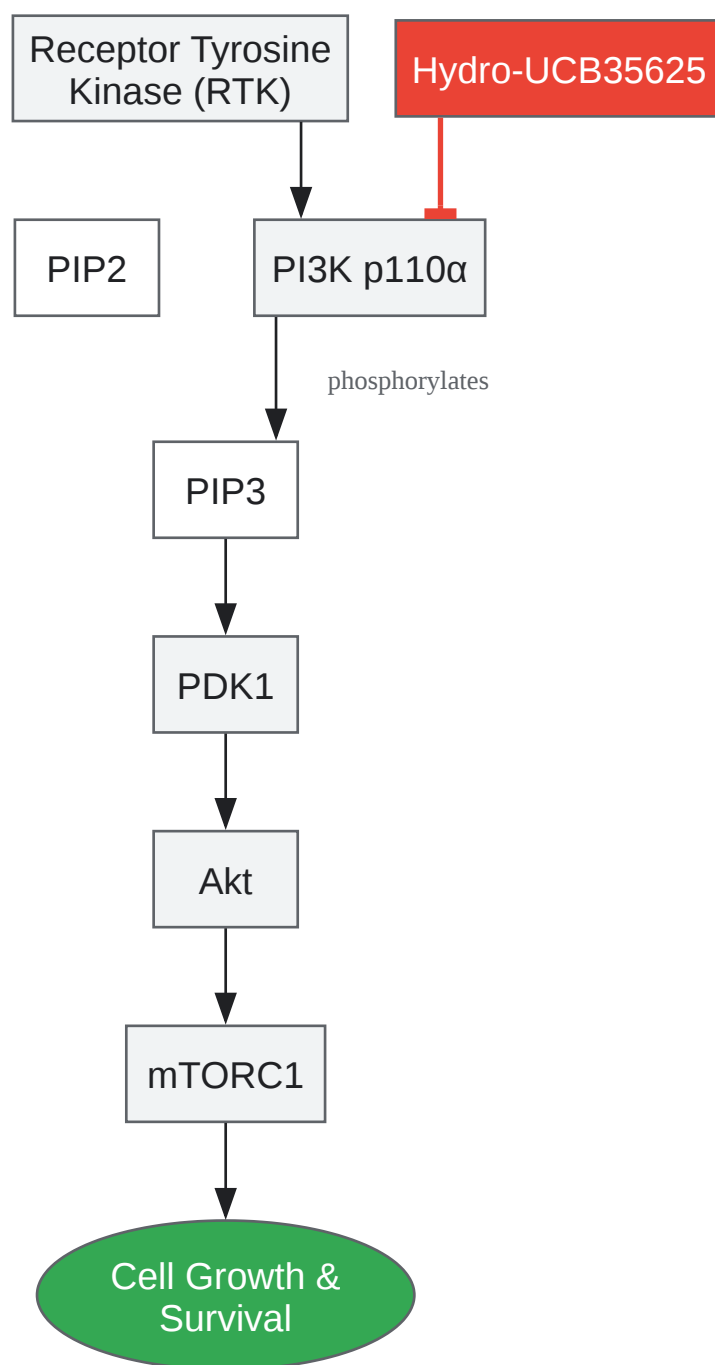 Receptor Tyrosine
Kinase (RTK)
Hydro-UCB35625
PIP2
PI3K p110α
phosphorylates
PIP3
PDK1
Akt
mTORC1
Cell Growth &
Survival